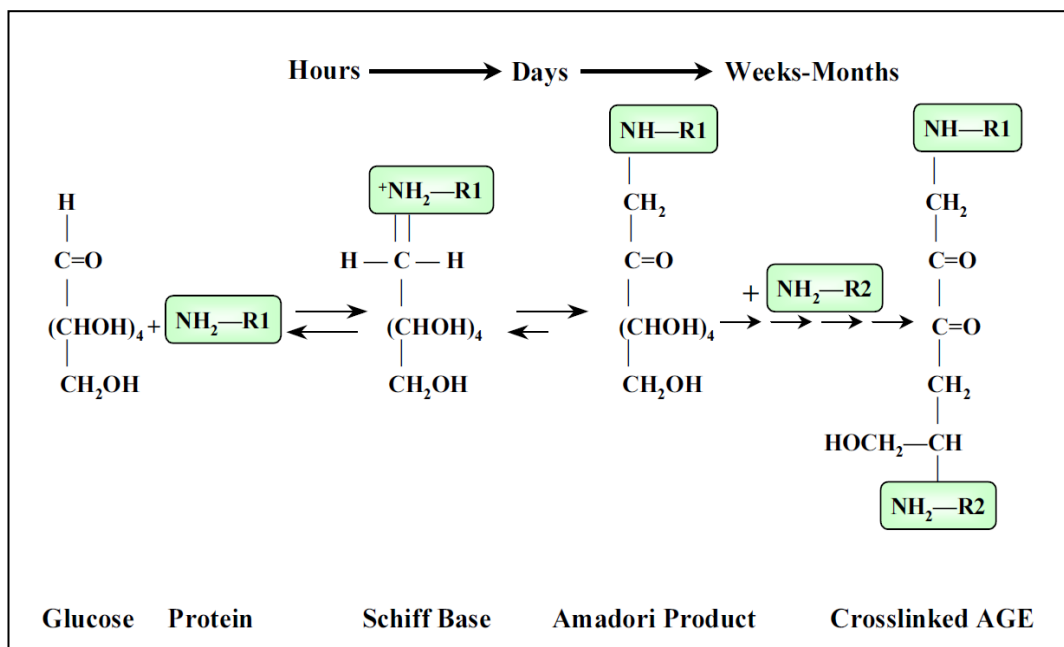 Hours Days Weeks-Months
NH—R1 NH—R1
⁺NH₂—R1
H CH₂ CH₂
C=O H — C — H C=O C=O
+ NH₂—R2
(CHOH)₄ + NH₂—R1 (CHOH)₄ (CHOH)₄ C=O
CH₂OH CH₂OH CH₂OH CH₂
HOCH₂—CH
NH₂—R2
Glucose Protein Schiff Base Amadori Product Crosslinked AGE